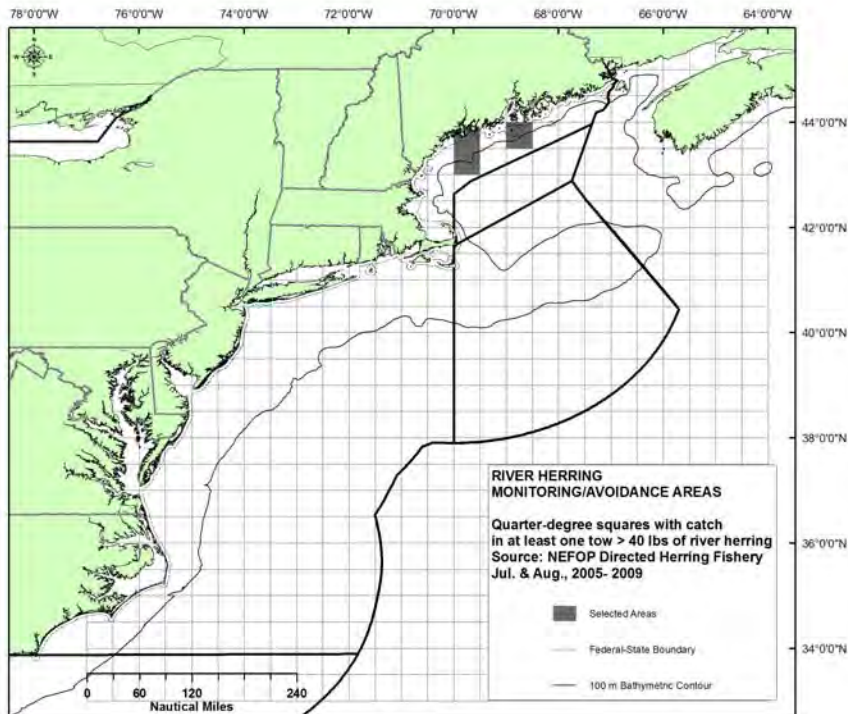 78°0'0"W 76°0'0"W 74°0'0"W 72°0'0"W 70°0'0"W 68°0'0"W 66°0'0"W 64°0'0"W
N
W E
S
44°0'0"N
42°0'0"N
40°0'0"N
38°0'0"N
36°0'0"N
34°0'0"N
RIVER HERRING
MONITORING/AVOIDANCE AREAS
Quarter-degree squares with catch
in at least one tow > 40 lbs of river herring
Source: NEFOP Directed Herring Fishery
Jul. & Aug., 2005- 2009
Selected Areas
Federal-State Boundary
100 m Bathymetric Contour
0 60 120 240
Nautical Miles